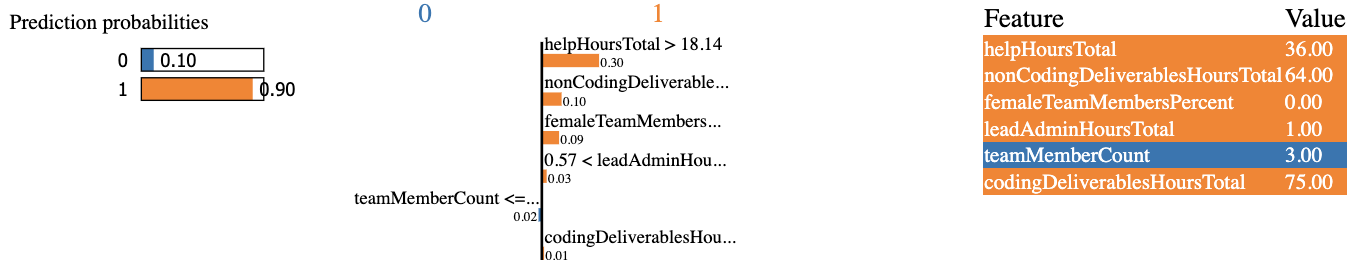 Prediction probabilities
0 0.10
1 0.90
0 1
helpHoursTotal > 18.14
0.30
nonCodingDeliverable...
0.10
femaleTeamMembers...
0.09
0.57 < leadAdminHou...
0.03
teamMemberCount <=...
0.02
codingDeliverablesHou...
0.01
Feature Value
helpHoursTotal 36.00
nonCodingDeliverablesHoursTotal 64.00
femaleTeamMembersPercent 0.00
leadAdminHoursTotal 1.00
teamMemberCount 3.00
codingDeliverablesHoursTotal 75.00